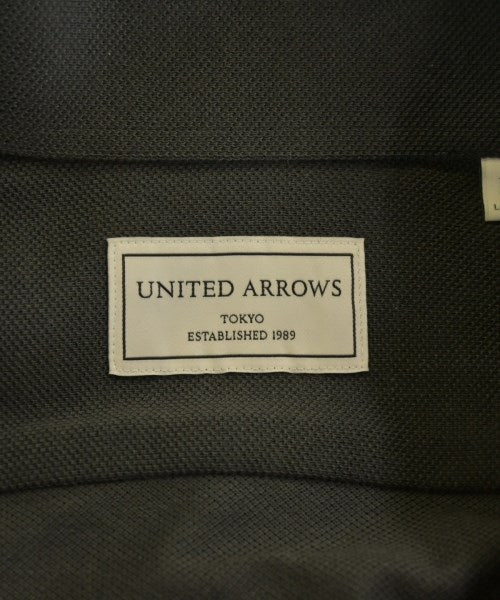 UNITED ARROWS
TOKYO
ESTABLISHED 1989
L